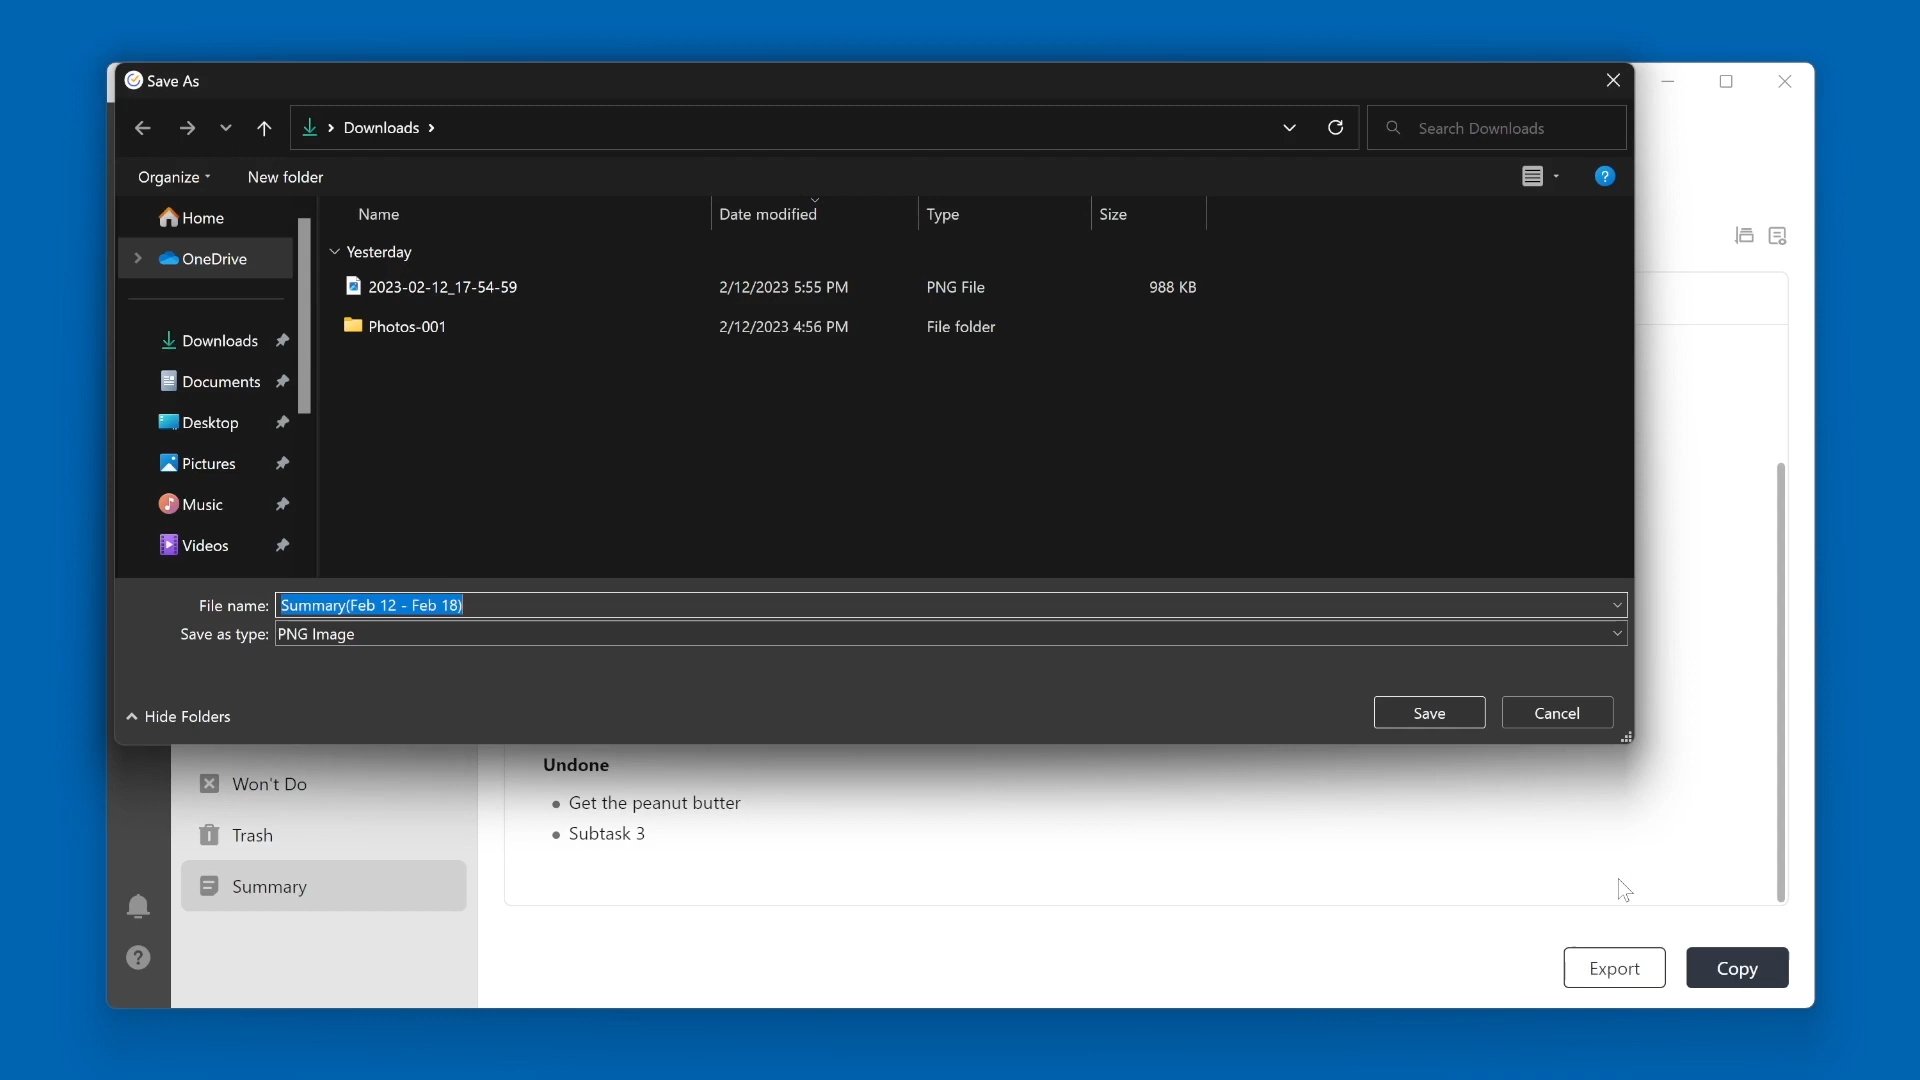 Save As
Downloads
Search Downloads
Organize
New folder
?
Name
Date modified
Type
Size
Home
OneDrive
Downloads
Documents
Desktop
Pictures
Music
Videos
Yesterday
2023-02-12_17-54-59 2/12/2023 5:55 PM PNG File 988 KB
Photos-001 2/12/2023 4:56 PM File folder
File name: Summary(Feb 12 - Feb 18)
Save as type: PNG Image
Hide Folders
Save
Cancel
Won't Do
Trash
Summary
?
Undone
Get the peanut butter
Subtask 3
Export
Copy